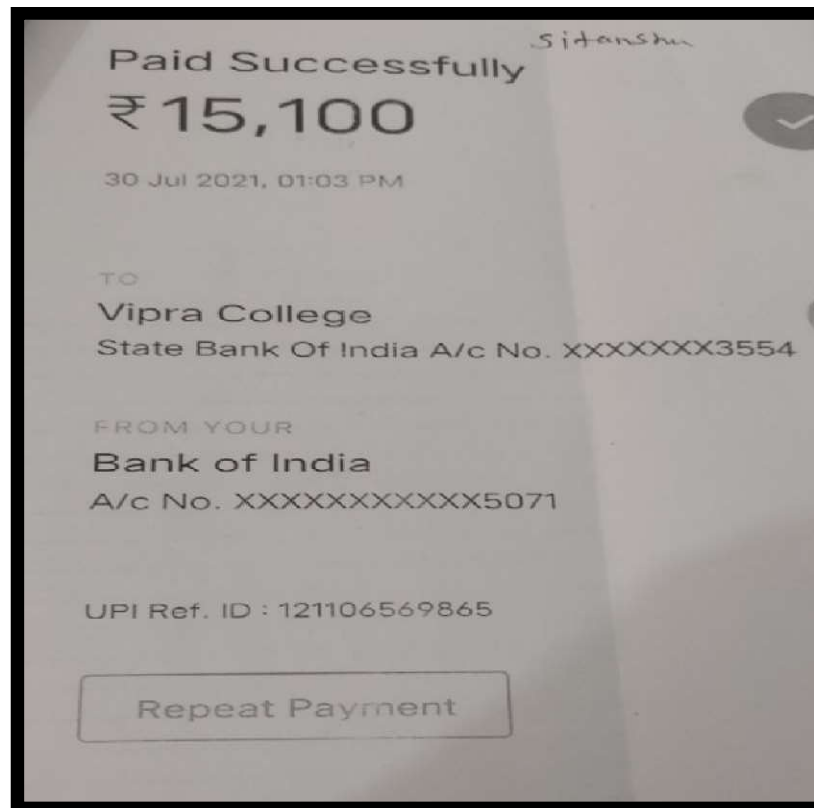 Sitanshu
Paid Successfully
₹15,100
30 Jul 2021, 01:03 PM
TO
Vipra College
State Bank Of India A/c No. XXXXXXX3554
FROM YOUR
Bank of India
A/c No. XXXXXXXXXXX5071
UPI Ref. ID : 121106569865
Repeat Payment